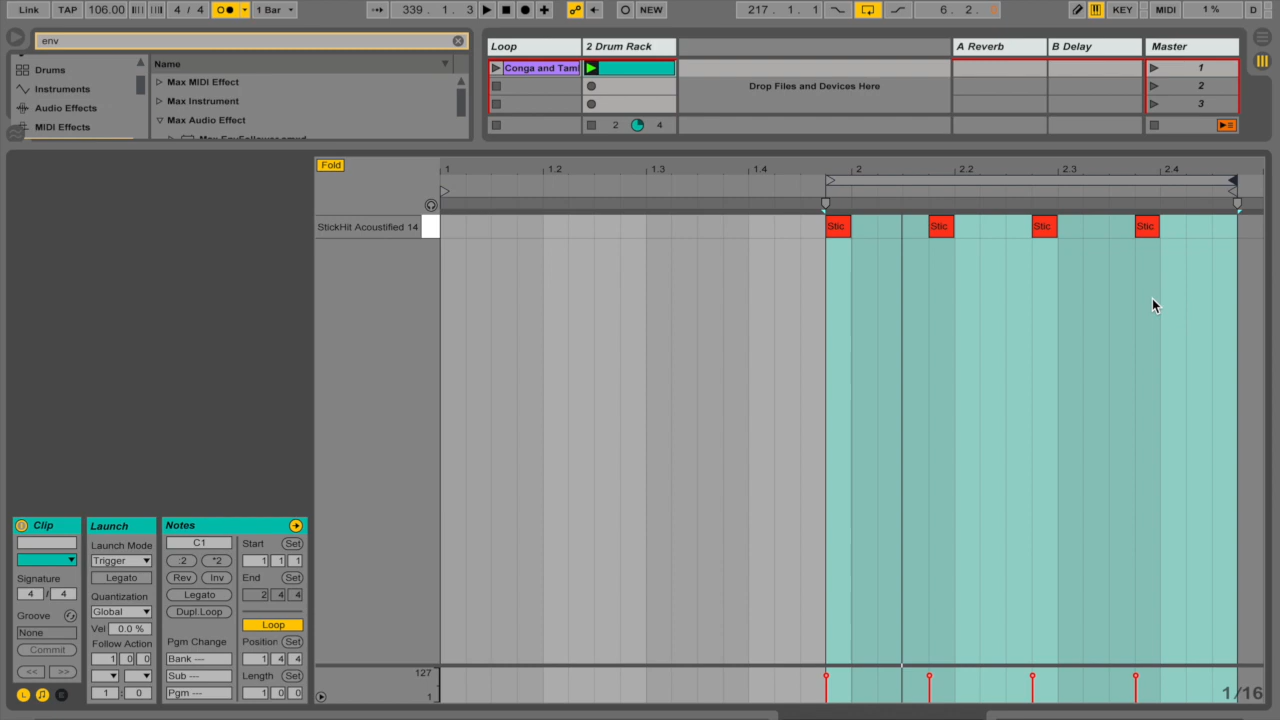 Link TAP 106.00 4 / 4 1 Bar 339 . 1 . 3 NEW 217 . 1 . 1 6 . 2 . KEY MIDI 1 % D
env
Loop 2 Drum Rack A Reverb B Delay Master
Drums Name
Conga and Taml 1
Instruments Max MIDI Effect
Drop Files and Devices Here 2
Audio Effects Max Instrument
3
MIDI Effects Max Audio Effect
2 4
Max EnvFollower.amxd
Fold 1 1.2 1.3 1.4 2 2.2 2.3 2.4
StickHit Acoustified 14 Stic Stic Stic Stic
Clip Launch Notes
Launch Mode C1 Start Set
Trigger :2 *2 1 1 1
Signature Legato Rev Inv End Set
4 / 4 Quantization Legato 2 4 4
Groove Global Dupl.Loop
None Vel 0.0 % Loop
Commit Follow Action Pgm Change Position Set
<< >> 1 0 0 Bank --- 1 4 4
Sub --- Length Set
L 1 : 0 Pgm --- 1 0 0
127
1
1/16